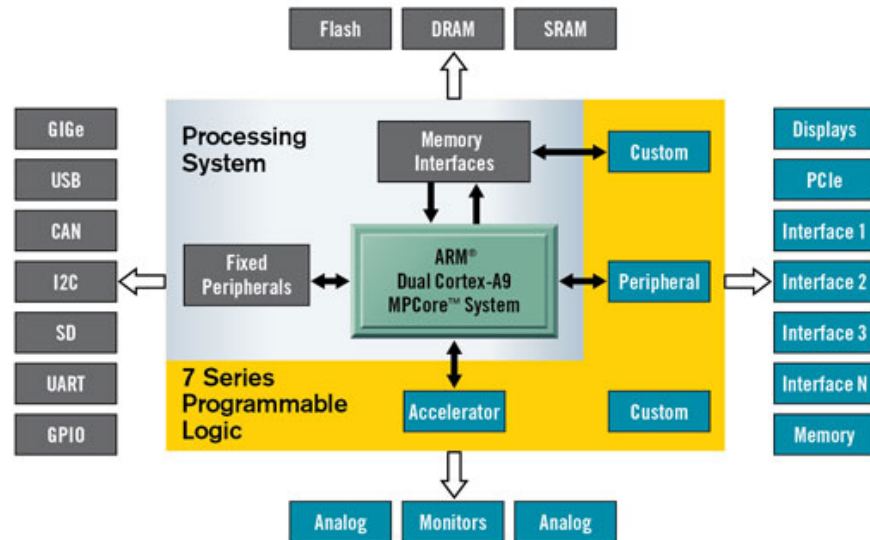 Flash
DRAM
SRAM
GIGe
USB
CAN
I2C
SD
UART
GPIO
Processing
System
Memory
Interfaces
Custom
Fixed
Peripherals
ARM®
Dual Cortex-A9
MPCore™ System
Peripheral
7 Series
Programmable
Logic
Accelerator
Custom
Displays
PCIe
Interface 1
Interface 2
Interface 3
Interface N
Memory
Analog
Monitors
Analog